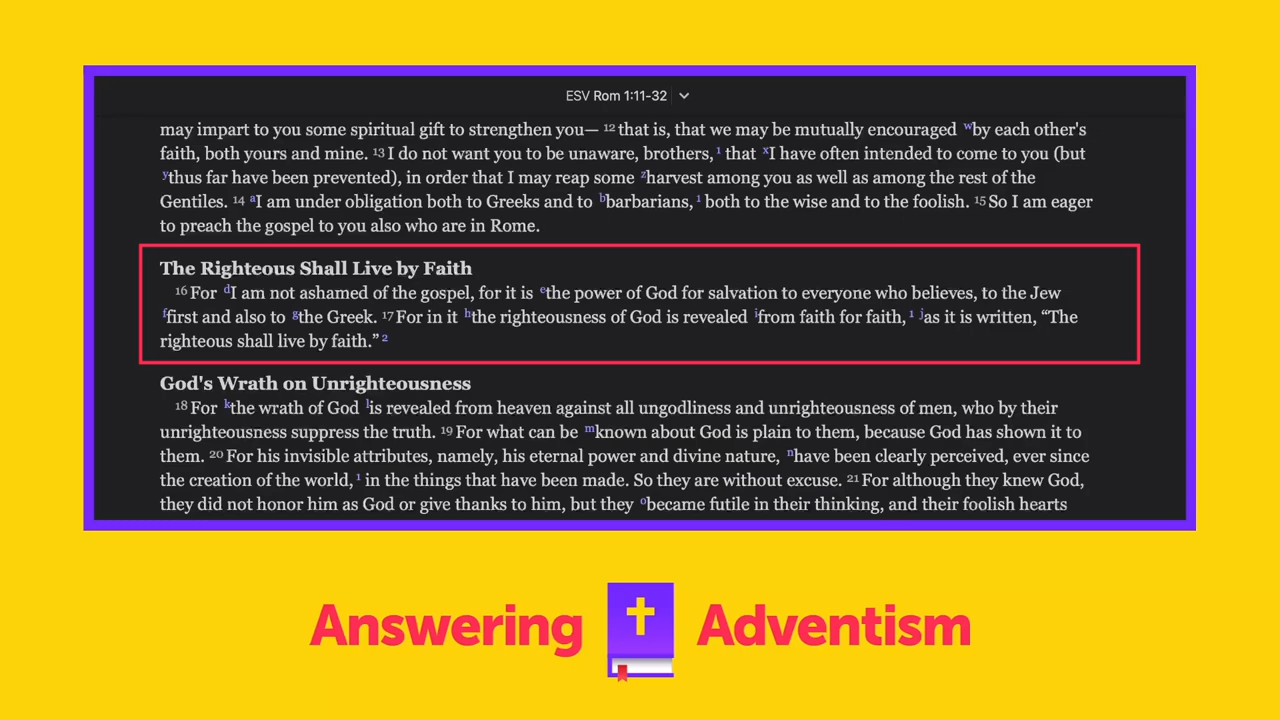 ESV Rom 1:11-32
may impart to you some spiritual gift to strengthen you— 12 that is, that we may be mutually encouraged w by each other's
faith, both yours and mine. 13 I do not want you to be unaware, brothers, 1 that x I have often intended to come to you (but
y thus far have been prevented), in order that I may reap some z harvest among you as well as among the rest of the
Gentiles. 14 a I am under obligation both to Greeks and to b barbarians, 1 both to the wise and to the foolish. 15 So I am eager
to preach the gospel to you also who are in Rome.
The Righteous Shall Live by Faith
16 For d I am not ashamed of the gospel, for it is e the power of God for salvation to everyone who believes, to the Jew
f first and also to g the Greek. 17 For in it h the righteousness of God is revealed i from faith for faith, 1 j as it is written, “The
righteous shall live by faith.” 2
God's Wrath on Unrighteousness
18 For k the wrath of God l is revealed from heaven against all ungodliness and unrighteousness of men, who by their
unrighteousness suppress the truth. 19 For what can be m known about God is plain to them, because God has shown it to
them. 20 For his invisible attributes, namely, his eternal power and divine nature, n have been clearly perceived, ever since
the creation of the world, 1 in the things that have been made. So they are without excuse. 21 For although they knew God,
they did not honor him as God or give thanks to him, but they o became futile in their thinking, and their foolish hearts
Answering Adventism